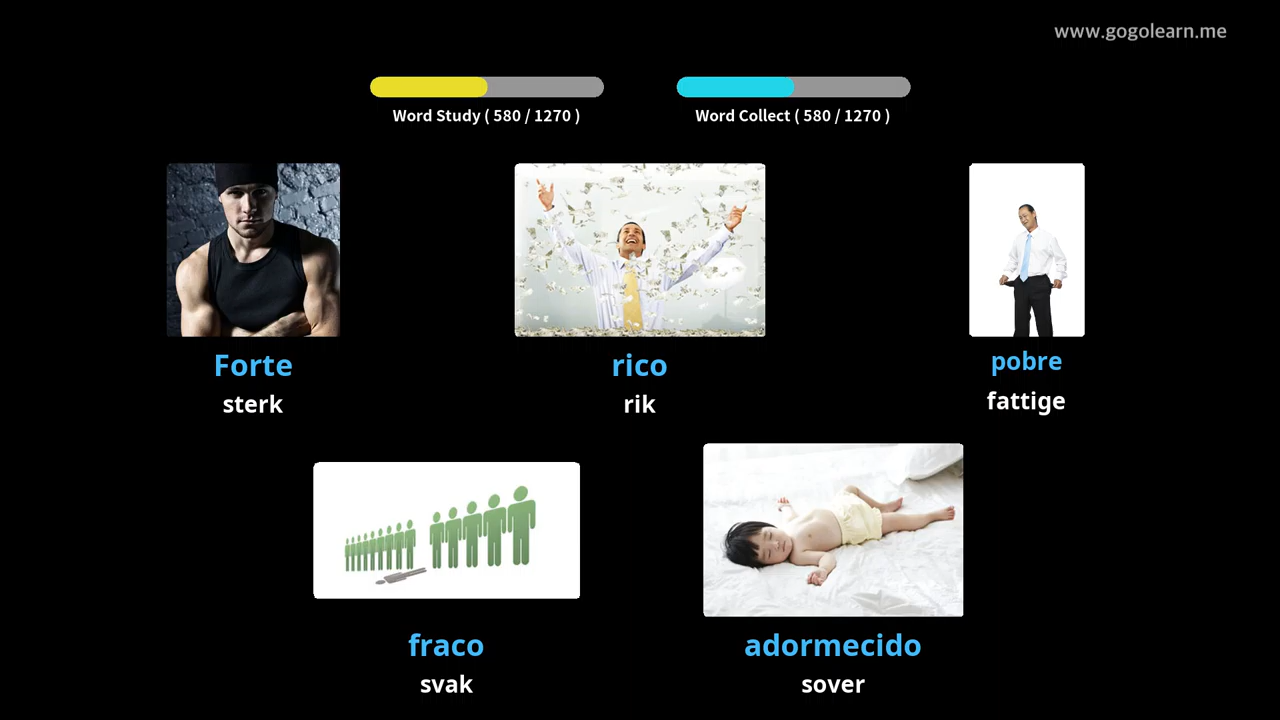 www.gogolearn.me
Word Study ( 580 / 1270 )
Word Collect ( 580 / 1270 )
Forte
sterk
rico
rik
pobre
fattige
fraco
svak
adormecido
sover